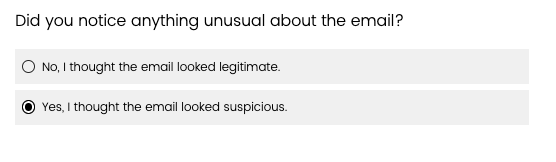 Did you notice anything unusual about the email?
No, I thought the email looked legitimate.
Yes, I thought the email looked suspicious.